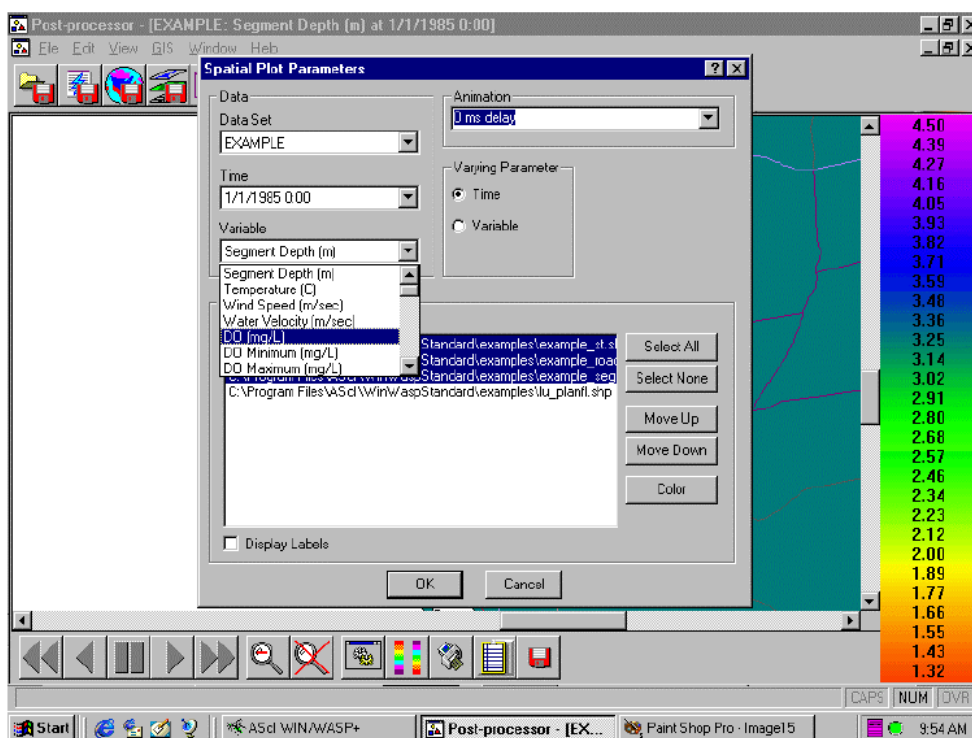 Post-processor - [EXAMPLE: Segment Depth (m) at 1/1/1985 0:00]
File Edit View GIS Window Help
Spatial Plot Parameters
Data
Data Set
EXAMPLE
Time
1/1/1985 0:00
Variable
Segment Depth (m)
Segment Depth (m)
Temperature (C)
Wind Speed (m/sec)
Water Velocity (m/sec)
DO (mg/L)
DO Minimum (mg/L)
DO Maximum (mg/L)
Animation
0 ms delay
Varying Parameter
Time
Variable
Standard\examples\example_st.s
Standard\examples\example_loac
C:\Program Files\AScI\WinWaspStandard\examples\example_seg
C:\Program Files\AScI\WinWaspStandard\examples\lu_planfl.shp
Select All
Select None
Move Up
Move Down
Color
Display Labels
OK
Cancel
4.50
4.39
4.27
4.16
4.05
3.93
3.82
3.71
3.59
3.48
3.36
3.25
3.14
3.02
2.91
2.80
2.68
2.57
2.46
2.34
2.23
2.12
2.00
1.89
1.77
1.66
1.55
1.43
1.32
CAPS NUM OVR
Start
AScI WIN/WASP+
Post-processor - [EX...
Paint Shop Pro - Image15
9:54 AM